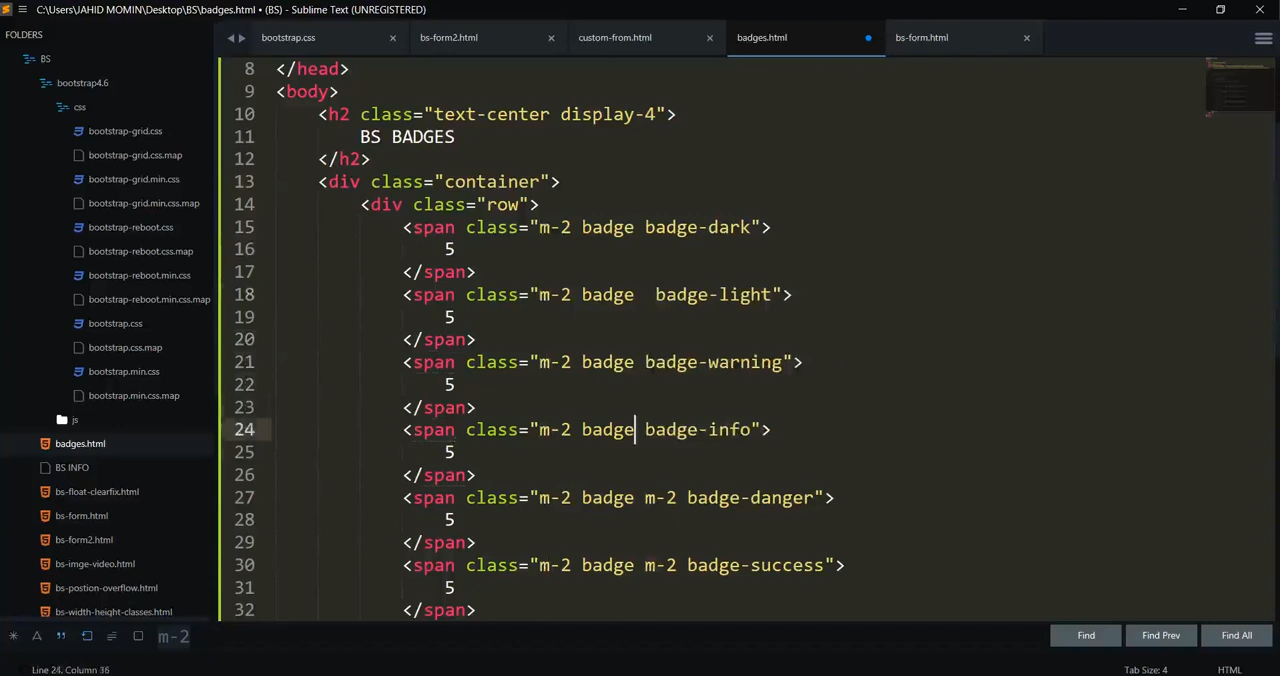 C:\Users\JAHID MOMIN\Desktop\BS\badges.html • (BS) - Sublime Text (UNREGISTERED)
FOLDERS
BS
bootstrap4.6
css
bootstrap-grid.css
bootstrap-grid.css.map
bootstrap-grid.min.css
bootstrap-grid.min.css.map
bootstrap-reboot.css
bootstrap-reboot.css.map
bootstrap-reboot.min.css
bootstrap-reboot.min.css.map
bootstrap.css
bootstrap.css.map
bootstrap.min.css
bootstrap.min.css.map
js
badges.html
BS INFO
bs-float-clearfix.html
bs-form.html
bs-form2.html
bs-imge-video.html
bs-postion-overflow.html
bs-width-height-classes.html
bootstrap.css
bs-form2.html
custom-from.html
badges.html
bs-form.html
8 </head>
9 <body>
10 <h2 class="text-center display-4">
11 BS BADGES
12 </h2>
13 <div class="container">
14 <div class="row">
15 <span class="m-2 badge badge-dark">
16 5
17 </span>
18 <span class="m-2 badge  badge-light">
19 5
20 </span>
21 <span class="m-2 badge badge-warning">
22 5
23 </span>
24 <span class="m-2 badge badge-info">
25 5
26 </span>
27 <span class="m-2 badge m-2 badge-danger">
28 5
29 </span>
30 <span class="m-2 badge m-2 badge-success">
31 5
32 </span>
m-2
Find
Find Prev
Find All
Line 24, Column 36
Tab Size: 4
HTML